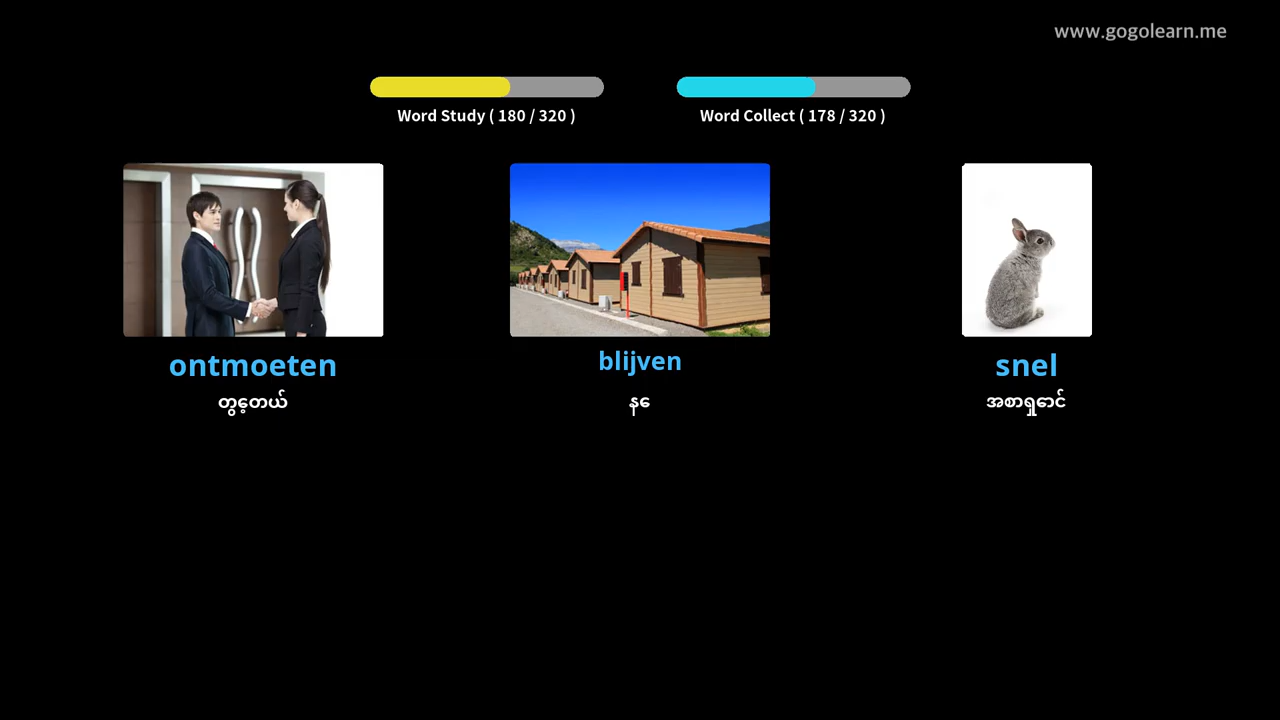 www.gogolearn.me
Word Study ( 180 / 320 )
Word Collect ( 178 / 320 )
ontmoeten
blijven
snel
တွေ့တယ်
နေ
အစာရှောင်